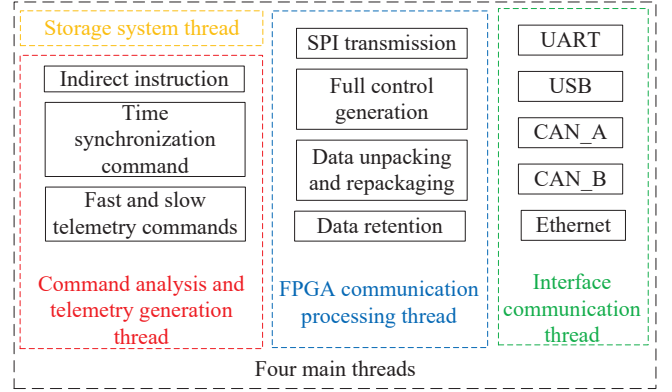 Storage system thread
Indirect instruction
Time
synchronization
command
Fast and slow
telemetry commands
Command analysis and
telemetry generation
thread
SPI transmission
Full control
generation
Data unpacking
and repackaging
Data retention
FPGA communication
processing thread
UART
USB
CAN_A
CAN_B
Ethernet
Interface
communication
thread
Four main threads